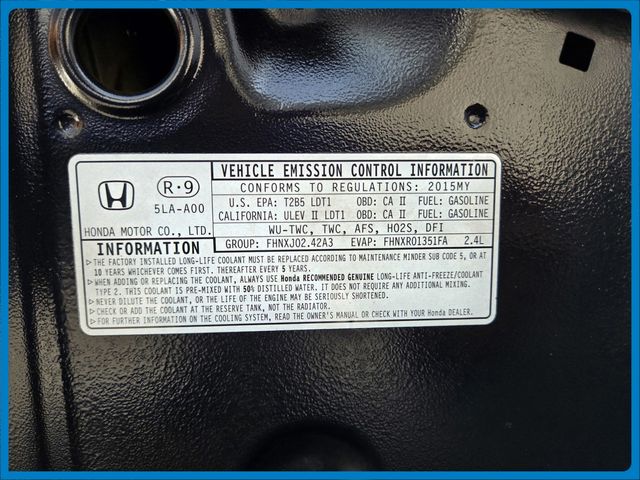 R·9
5LA-A00
HONDA MOTOR CO., LTD.
VEHICLE EMISSION CONTROL INFORMATION
CONFORMS TO REGULATIONS: 2015MY
U.S. EPA: T2B5 LDT1 OBD: CA II FUEL: GASOLINE
CALIFORNIA: ULEV II LDT1 OBD: CA II FUEL: GASOLINE
WU-TWC, TWC, AFS, HO2S, DFI
GROUP: FHNXJ02.42A3 EVAP: FHNXR01351FA 2.4L
INFORMATION
▷THE FACTORY INSTALLED LONG-LIFE COOLANT MUST BE REPLACED ACCORDING TO MAINTENANCE MINDER SUB CODE 5, OR AT
10 YEARS WHICHEVER COMES FIRST. THEREAFTER EVERY 5 YEARS.
▷WHEN ADDING OR REPLACING THE COOLANT, ALWAYS USE Honda RECOMMENDED GENUINE LONG-LIFE ANTI-FREEZE/COOLANT
TYPE 2. THIS COOLANT IS PRE-MIXED WITH 50% DISTILLED WATER. IT DOES NOT REQUIRE ANY ADDITIONAL MIXING.
▷NEVER DILUTE THE COOLANT, OR THE LIFE OF THE ENGINE MAY BE SERIOUSLY SHORTENED.
▷CHECK OR ADD THE COOLANT AT THE RESERVE TANK, NOT THE RADIATOR.
▷FOR FURTHER INFORMATION ON THE COOLING SYSTEM, READ THE OWNER'S MANUAL OR CHECK WITH YOUR Honda DEALER.